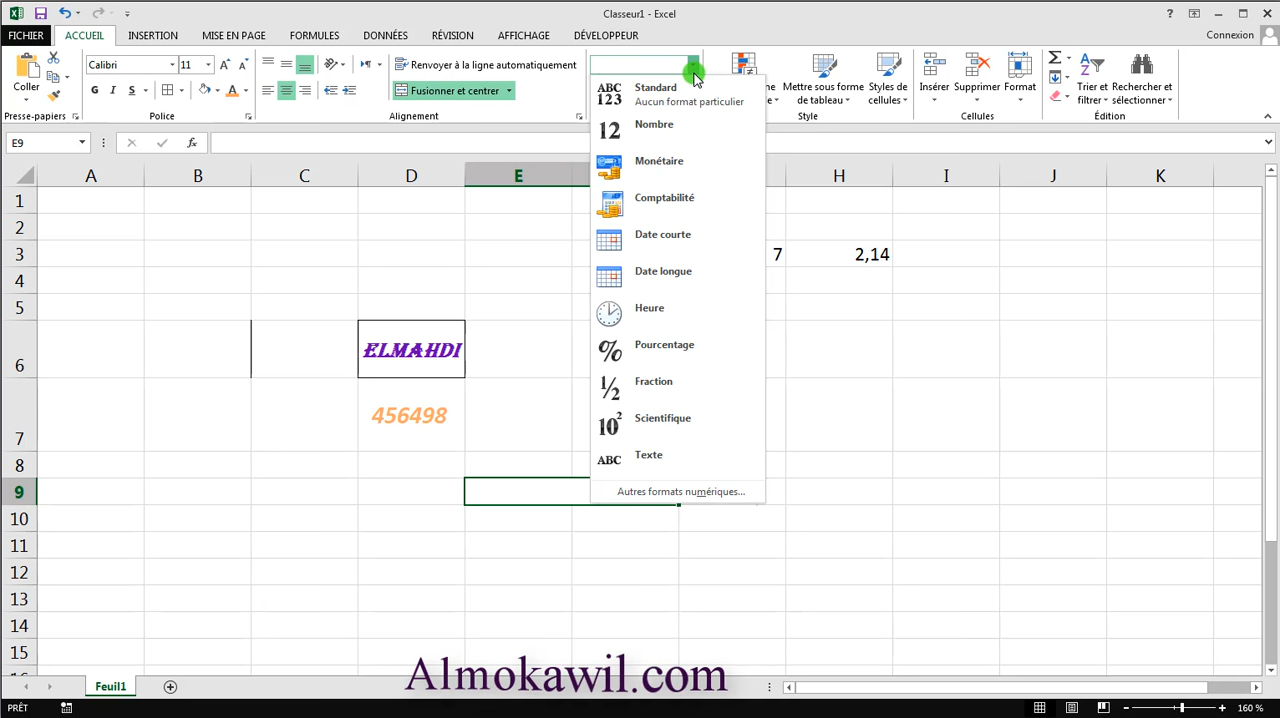 Classeur1 - Excel
?
FICHIER ACCUEIL INSERTION MISE EN PAGE FORMULES DONNÉES RÉVISION AFFICHAGE DÉVELOPPEUR Connexion
Coller
Presse-papiers
Calibri 11
G I S
Police
Renvoyer à la ligne automatiquement
Fusionner et centrer
Alignement
Mettre sous forme de tableau
Styles de cellules
Style
Insérer Supprimer Format
Cellules
Trier et filtrer
Rechercher et sélectionner
Édition
E9 fx
A B C D E H I J K
1
2
3 7 2,14
4
5
6 ELMAHDI
7 456498
8
9
10
11
12
13
14
15
16
ABC 123 Standard
Aucun format particulier
12 Nombre
Monétaire
Comptabilité
Date courte
Date longue
Heure
% Pourcentage
1/2 Fraction
10² Scientifique
ABC Texte
Autres formats numériques...
Almokawil.com
Feuil1
PRÊT 160 %